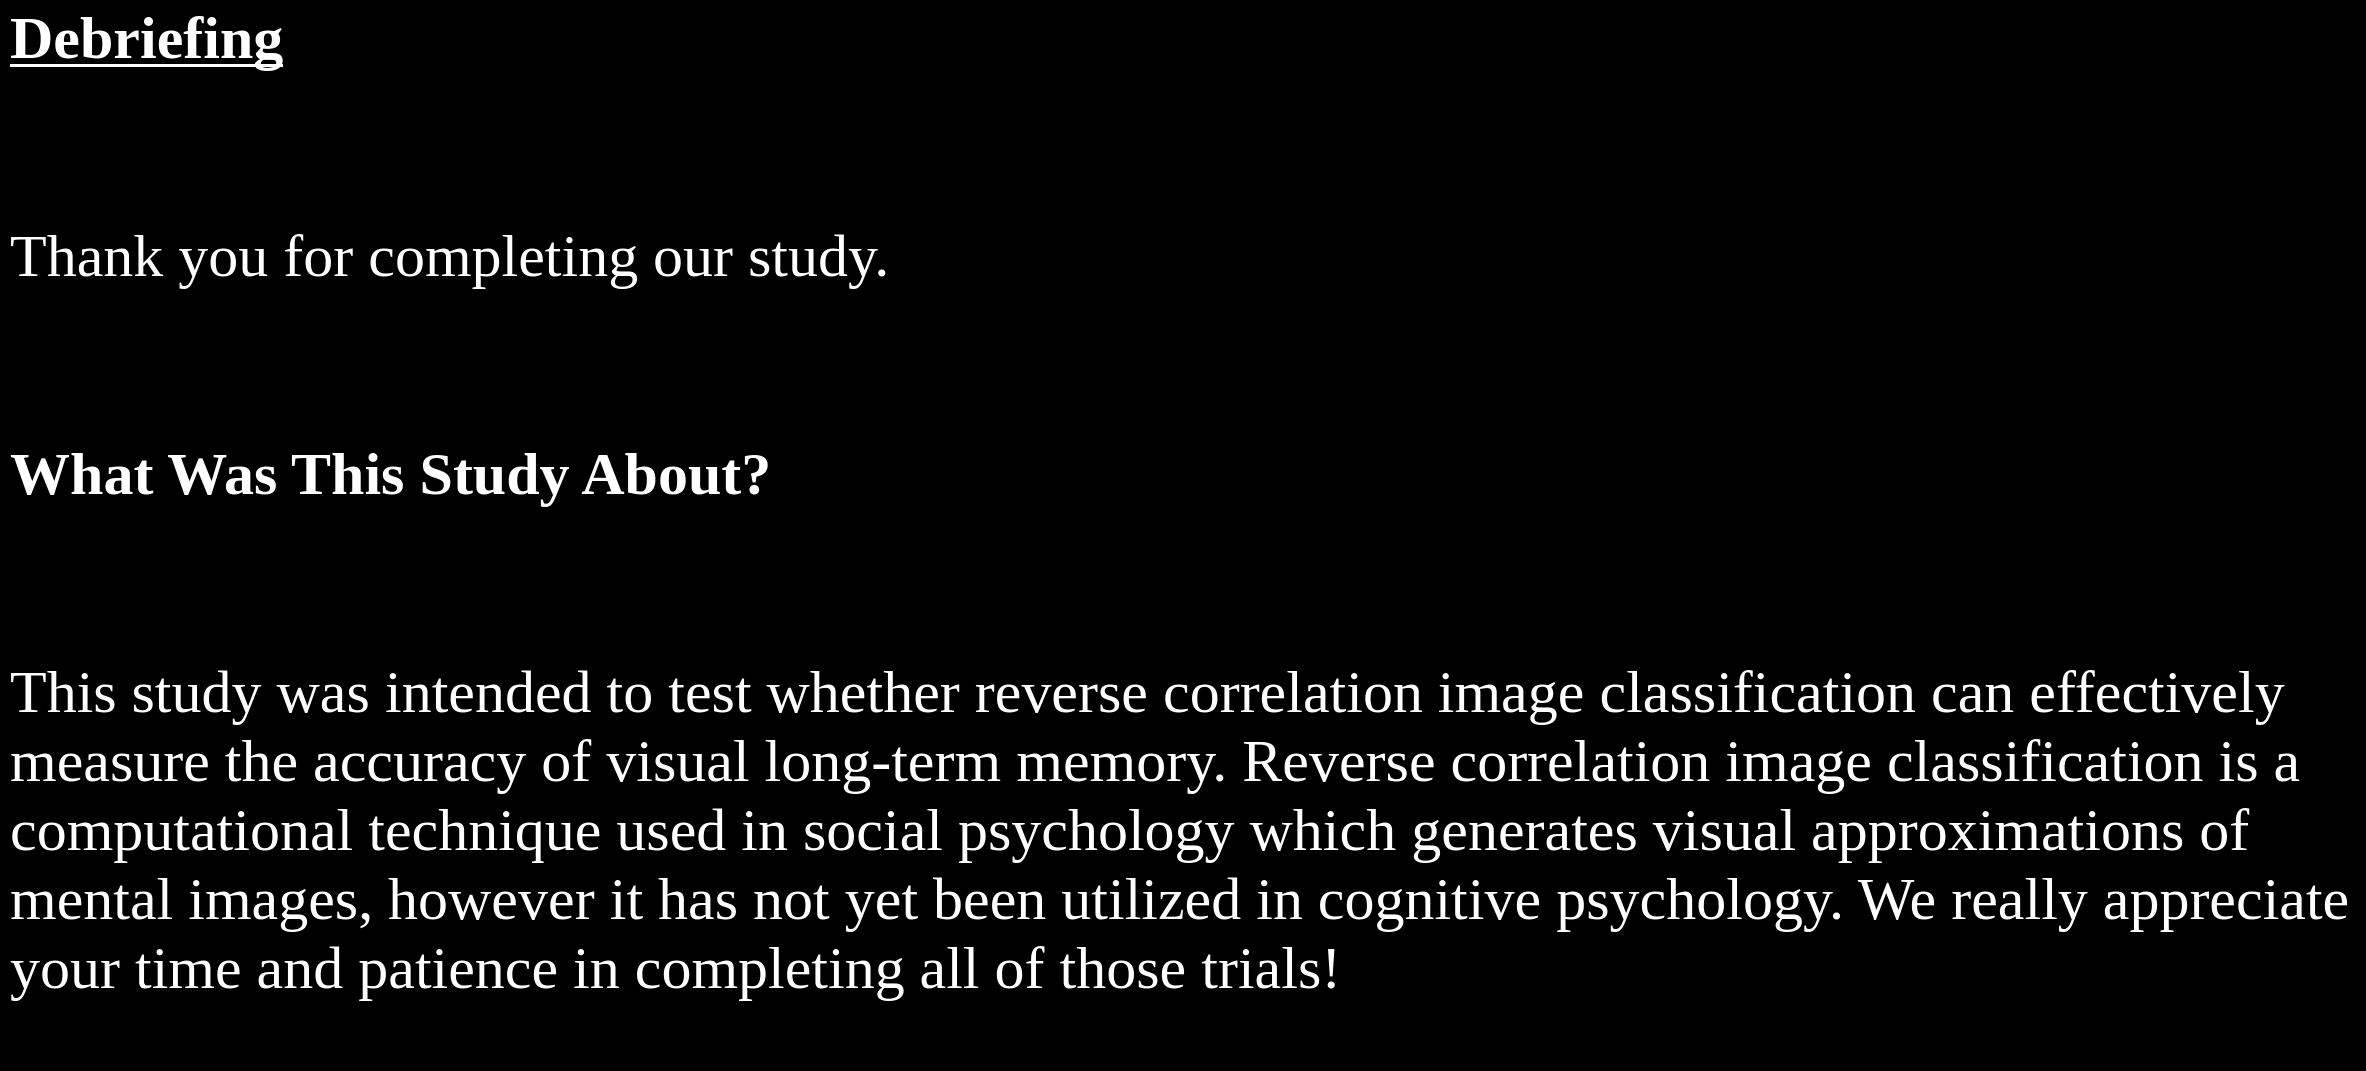 Debriefing
Thank you for completing our study.
What Was This Study About?
This study was intended to test whether reverse correlation image classification can effectively
measure the accuracy of visual long-term memory. Reverse correlation image classification is a
computational technique used in social psychology which generates visual approximations of
mental images, however it has not yet been utilized in cognitive psychology. We really appreciate
your time and patience in completing all of those trials!